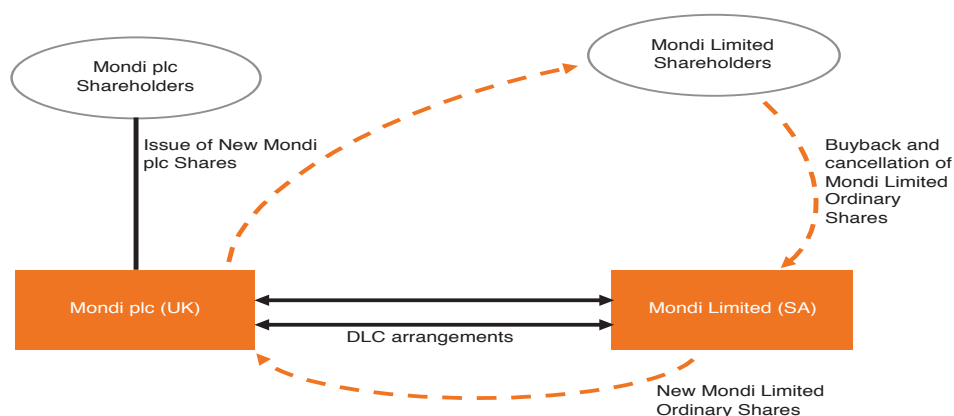 Mondi plc
Shareholders
Mondi Limited
Shareholders
Issue of New Mondi
plc Shares
Buyback and
cancellation of
Mondi Limited
Ordinary
Shares
Mondi plc (UK)
Mondi Limited (SA)
DLC arrangements
New Mondi Limited
Ordinary Shares